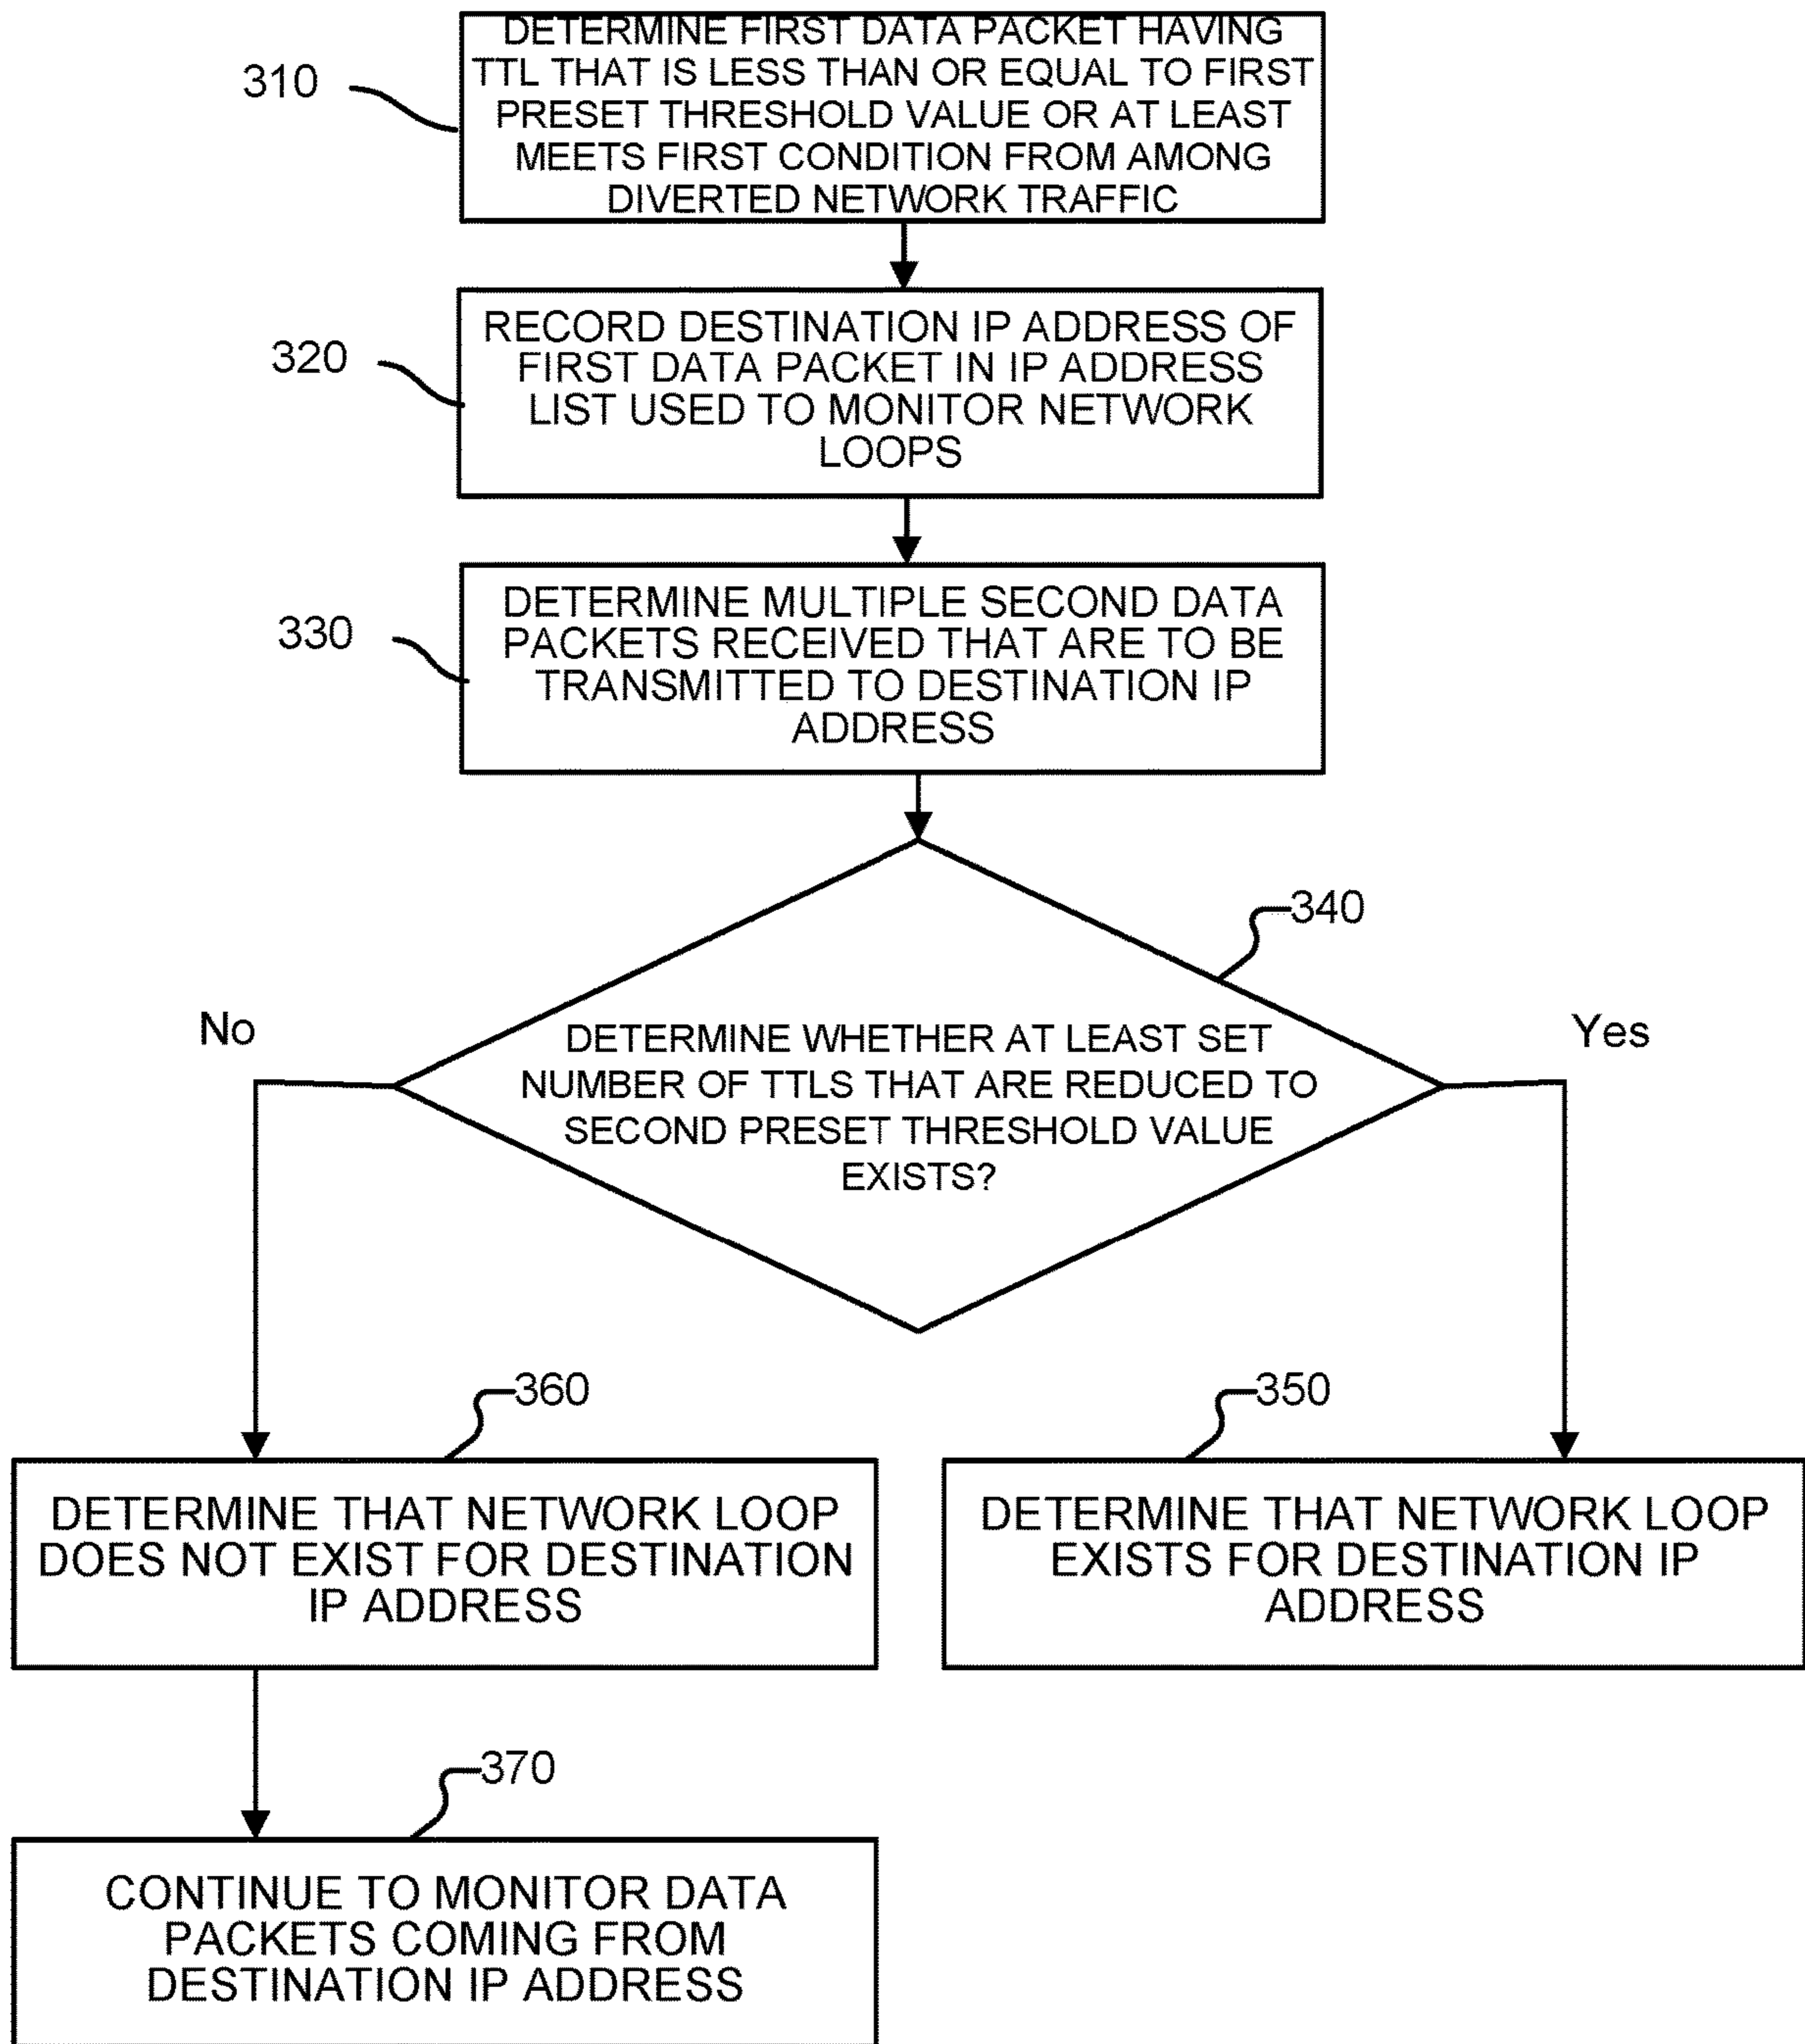 DETERMINE FIRST DATA PACKET HAVING
TTL THAT IS LESS THAN OR EQUAL TO FIRST
PRESET THRESHOLD VALUE OR AT LEAST
MEETS FIRST CONDITION FROM AMONG
DIVERTED NETWORK TRAFFIC
310
RECORD DESTINATION IP ADDRESS OF
FIRST DATA PACKET IN IP ADDRESS
LIST USED TO MONITOR NETWORK
LOOPS
320
DETERMINE MULTIPLE SECOND DATA
PACKETS RECEIVED THAT ARE TO BE
TRANSMITTED TO DESTINATION IP
ADDRESS
330
340
No
Yes
DETERMINE WHETHER AT LEAST SET
NUMBER OF TTLS THAT ARE REDUCED TO
SECOND PRESET THRESHOLD VALUE
EXISTS?
360
350
DETERMINE THAT NETWORK LOOP
DOES NOT EXIST FOR DESTINATION
IP ADDRESS
DETERMINE THAT NETWORK LOOP
EXISTS FOR DESTINATION IP
ADDRESS
370
CONTINUE TO MONITOR DATA
PACKETS COMING FROM
DESTINATION IP ADDRESS